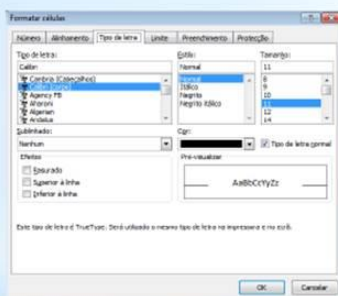 Formatar células
Número Alinhamento Tipo de letra Limite Preenchimento Protecção
Tipo de letra: Estilo: Tamanho:
Calibri Normal 11
Cambria (Cabeçalhos) Normal 8
Calibri (Corpo) Itálico 9
Agency FB Negrito 10
Aharoni Negrito itálico 11
Algerian 12
Andalus 14
Sublinhado: Cor:
Nenhum Tipo de letra normal
Efeitos Pré-visualizar
Rasurado
Superior à linha AaBbCcYyZz
Inferior à linha
Este tipo de letra é TrueType. Será utilizado o mesmo tipo de letra na impressora e no ecrã.
OK Cancelar